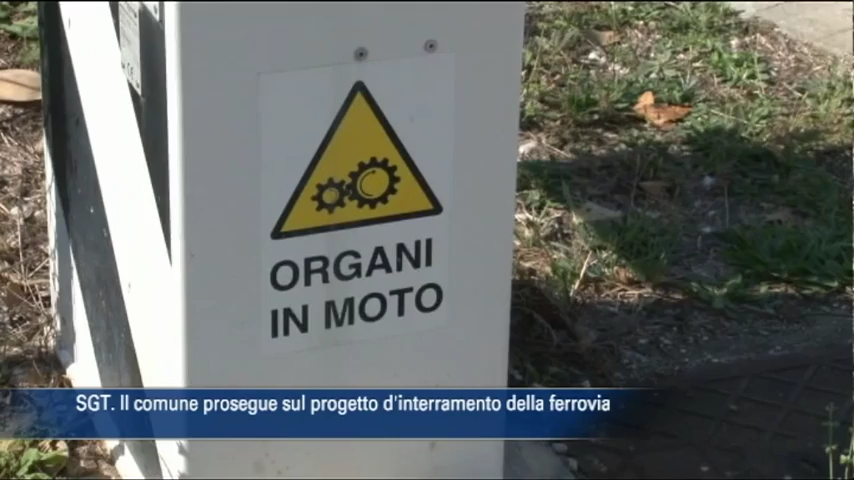 ORGANI
IN MOTO
SGT. Il comune prosegue sul progetto d'interramento della ferrovia